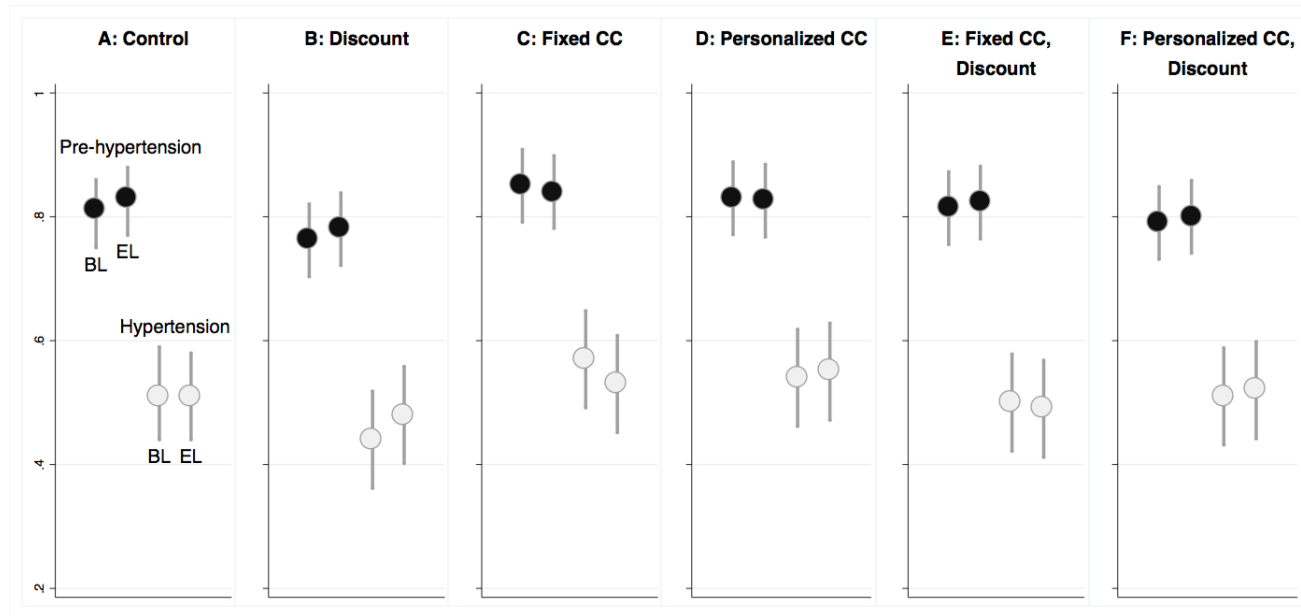 A: Control
B: Discount
C: Fixed CC
D: Personalized CC
E: Fixed CC,
Discount
F: Personalized CC,
Discount
1
.8
.6
.4
.2
Pre-hypertension
BL
EL
Hypertension
BL EL